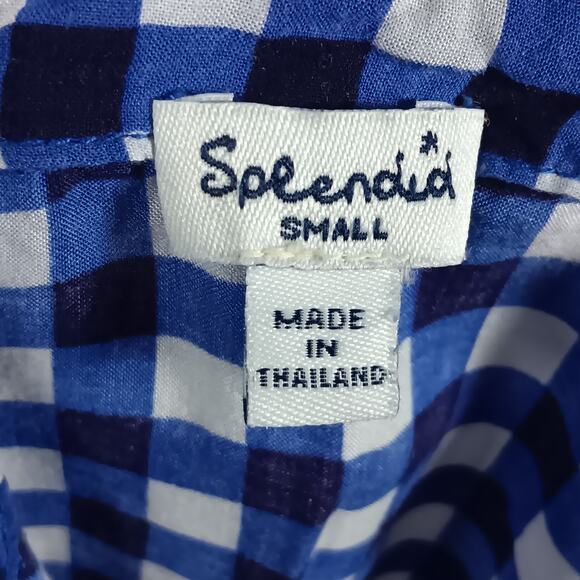 Splendid
SMALL
MADE
IN
THAILAND